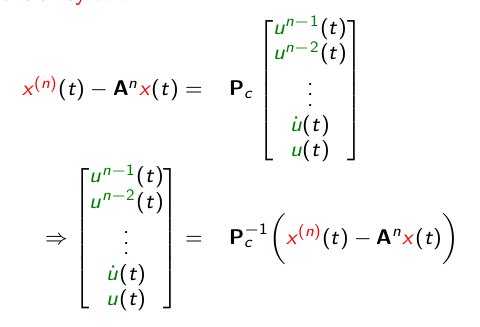 x^{(n)}(t) − A^n x(t) = P_c [ u^{n−1}(t)
u^{n−2}(t)
⋮
u̇(t)
u(t) ]
⇒ [ u^{n−1}(t)
u^{n−2}(t)
⋮
u̇(t)
u(t) ] = P_c^{−1} ( x^{(n)}(t) − A^n x(t) )